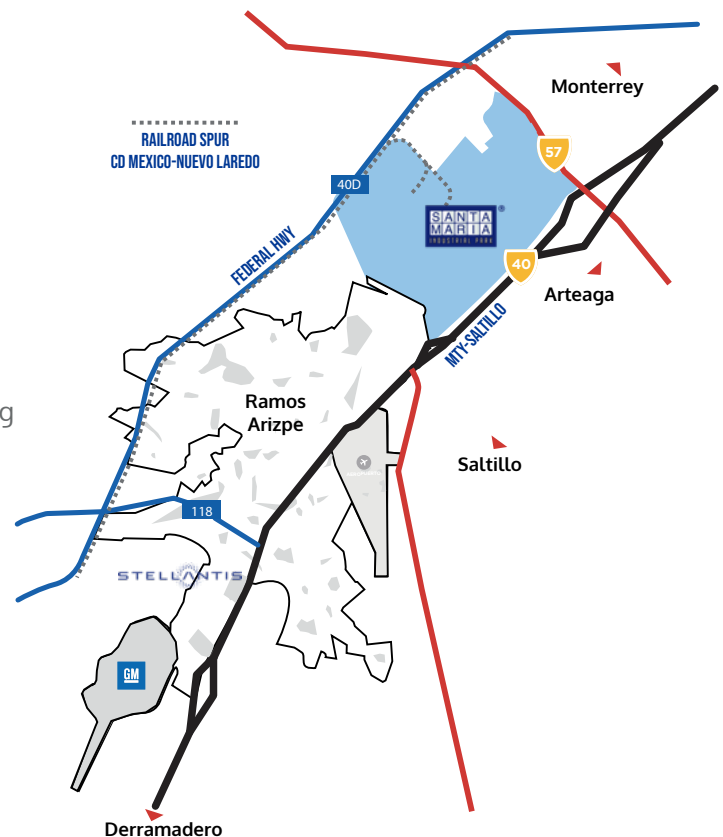 Monterrey
57
RAILROAD SPUR
CD MEXICO-NUEVO LAREDO
40D
SANTA
MARIA
INDUSTRIAL PARK
®
FEDERAL HWY
40
Arteaga
MTY-SALTILLO
Ramos
Arizpe
g
Saltillo
118
STELLANTIS
GM
Derramadero